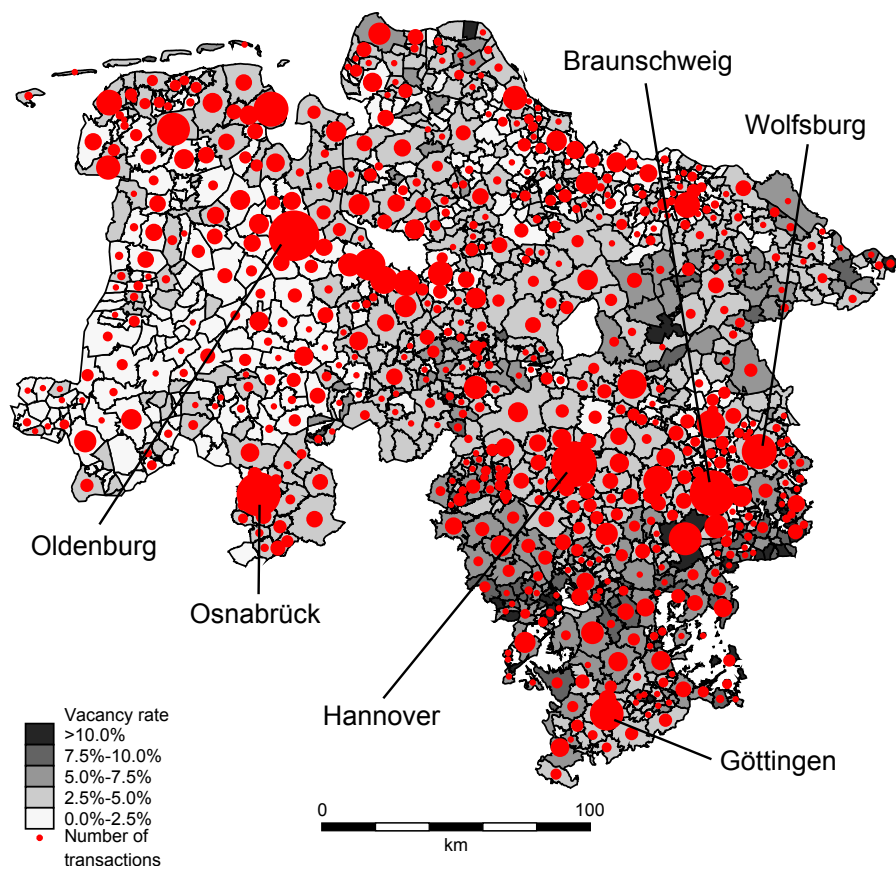 Braunschweig
Wolfsburg
Oldenburg
Osnabrück
Hannover
Göttingen
Vacancy rate
>10.0%
7.5%-10.0%
5.0%-7.5%
2.5%-5.0%
0.0%-2.5%
Number of
transactions
0 100
km